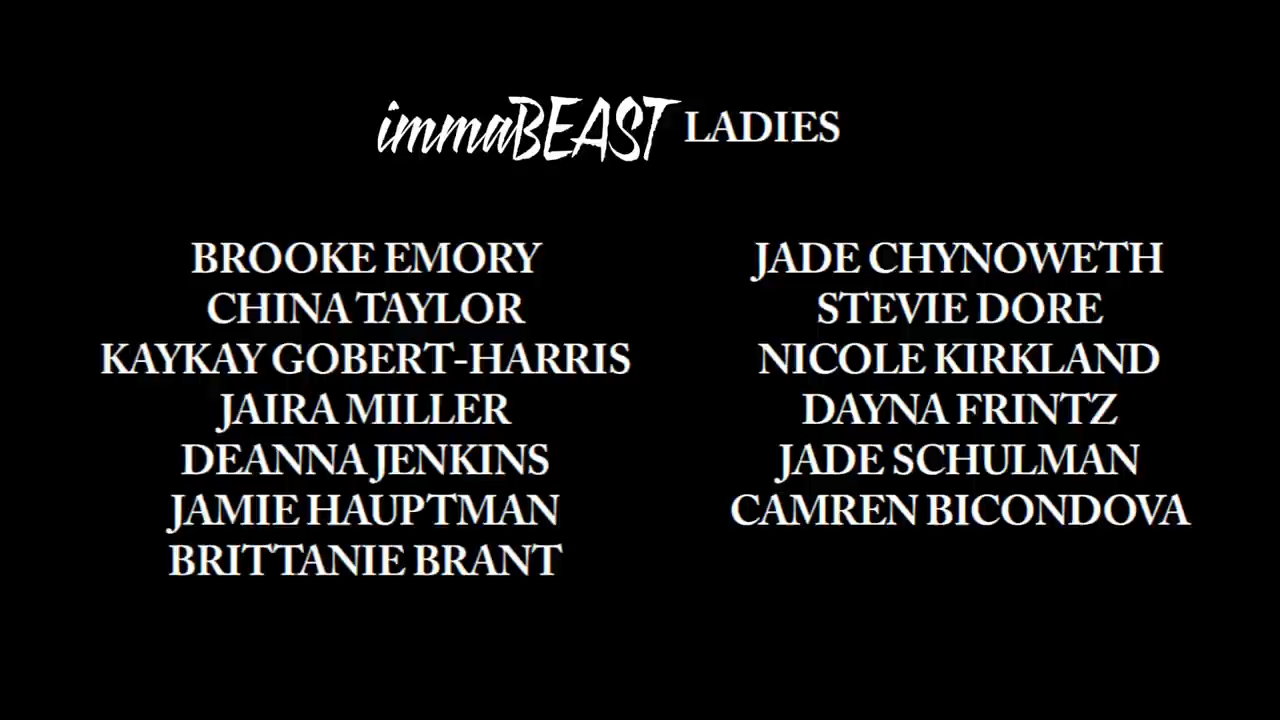 immaBEAST LADIES
BROOKE EMORY
CHINA TAYLOR
KAYKAY GOBERT-HARRIS
JAIRA MILLER
DEANNA JENKINS
JAMIE HAUPTMAN
BRITTANIE BRANT
JADE CHYNOWETH
STEVIE DORE
NICOLE KIRKLAND
DAYNA FRINTZ
JADE SCHULMAN
CAMREN BICONDOVA